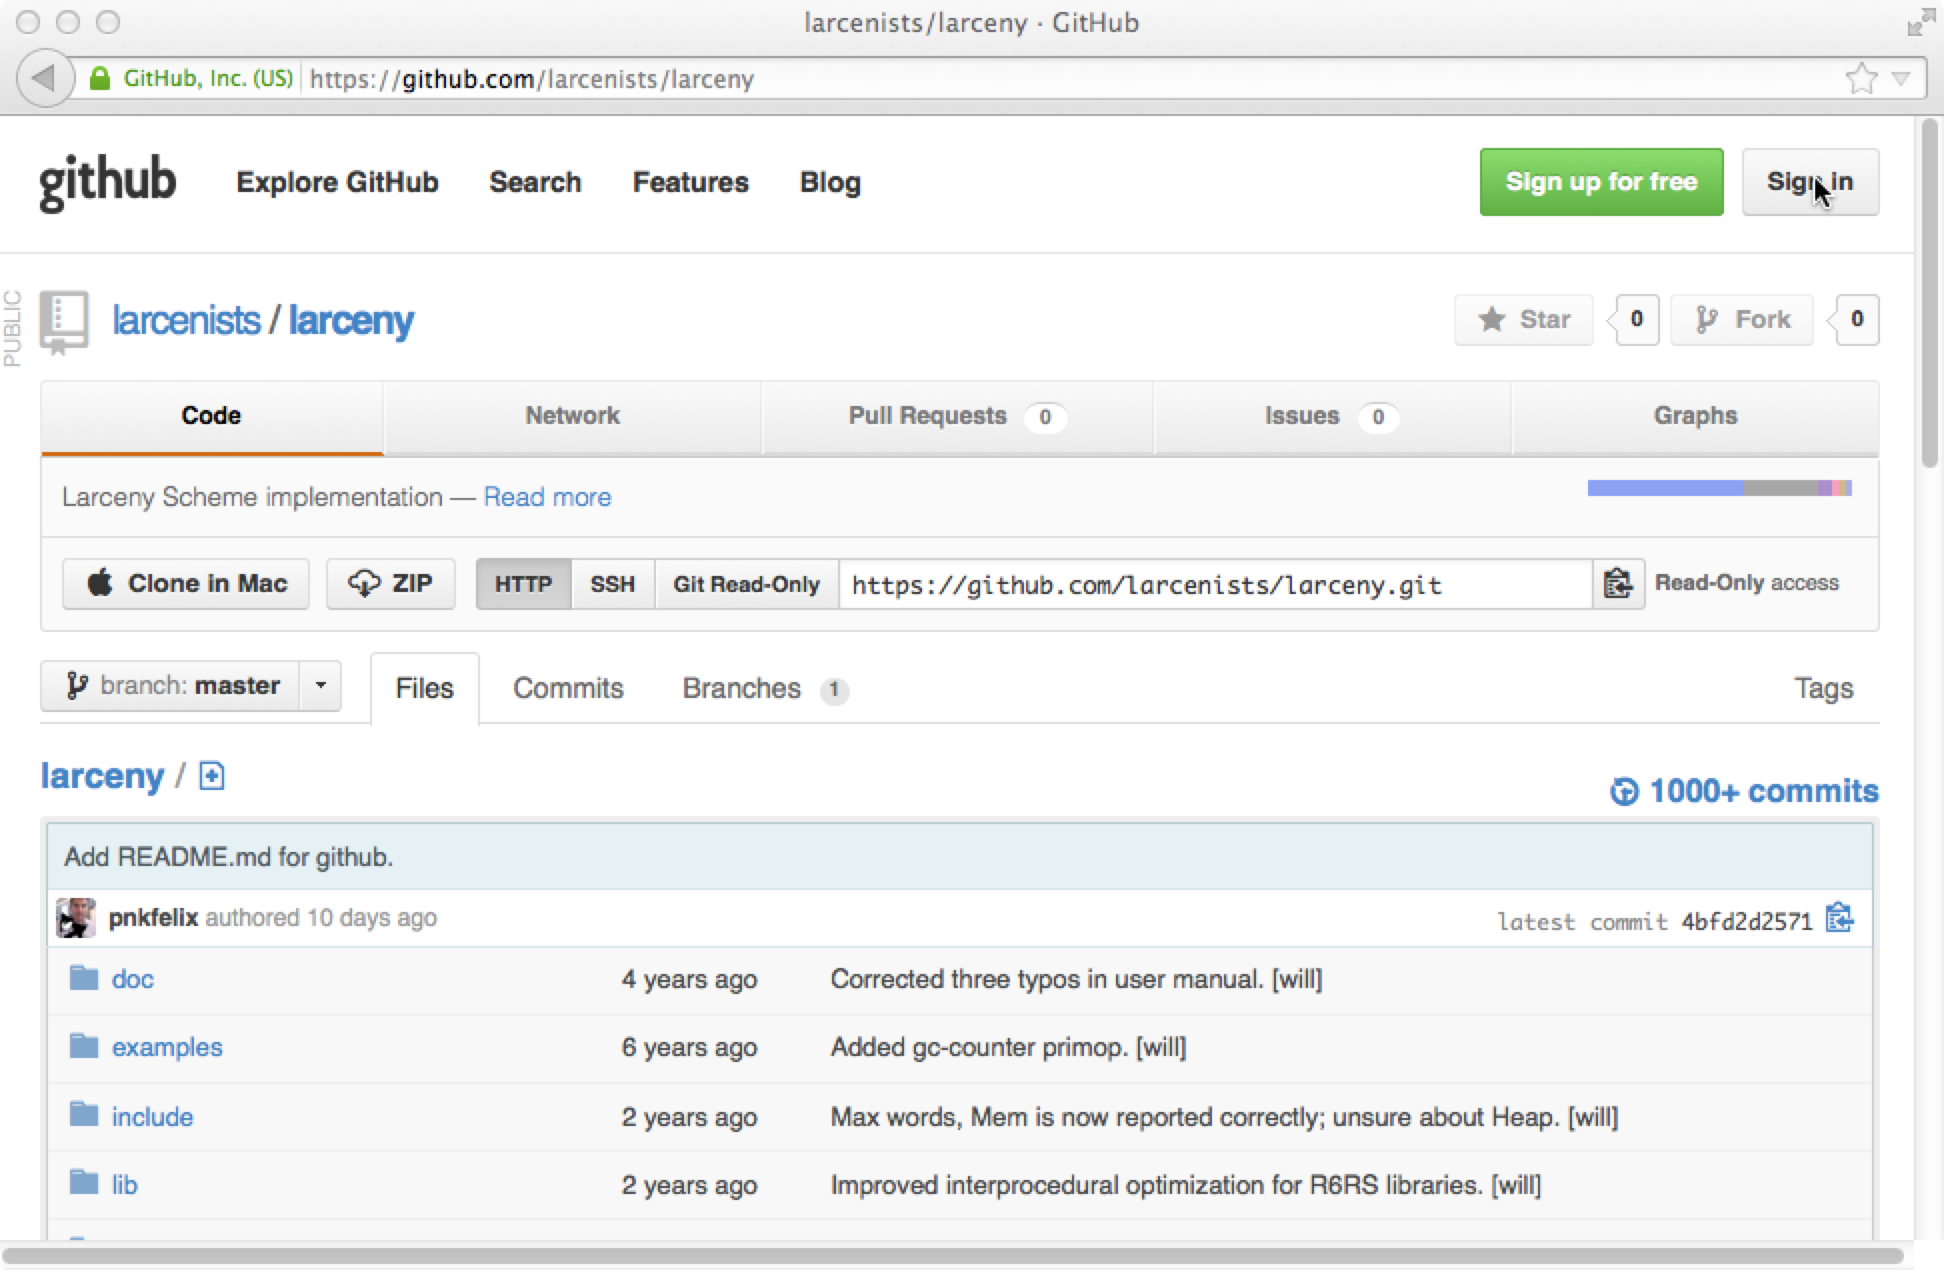 larcenists/larceny · GitHub
GitHub, Inc. (US) https://github.com/larcenists/larceny
github Explore GitHub Search Features Blog Sign up for free Sign in
PUBLIC
larcenists / larceny Star 0 Fork 0
Code Network Pull Requests 0 Issues 0 Graphs
Larceny Scheme implementation — Read more
Clone in Mac ZIP HTTP SSH Git Read-Only https://github.com/larcenists/larceny.git Read-Only access
branch: master Files Commits Branches 1 Tags
larceny /
1000+ commits
Add README.md for github.
pnkfelix authored 10 days ago latest commit 4bfd2d2571
doc 4 years ago Corrected three typos in user manual. [will]
examples 6 years ago Added gc-counter primop. [will]
include 2 years ago Max words, Mem is now reported correctly; unsure about Heap. [will]
lib 2 years ago Improved interprocedural optimization for R6RS libraries. [will]